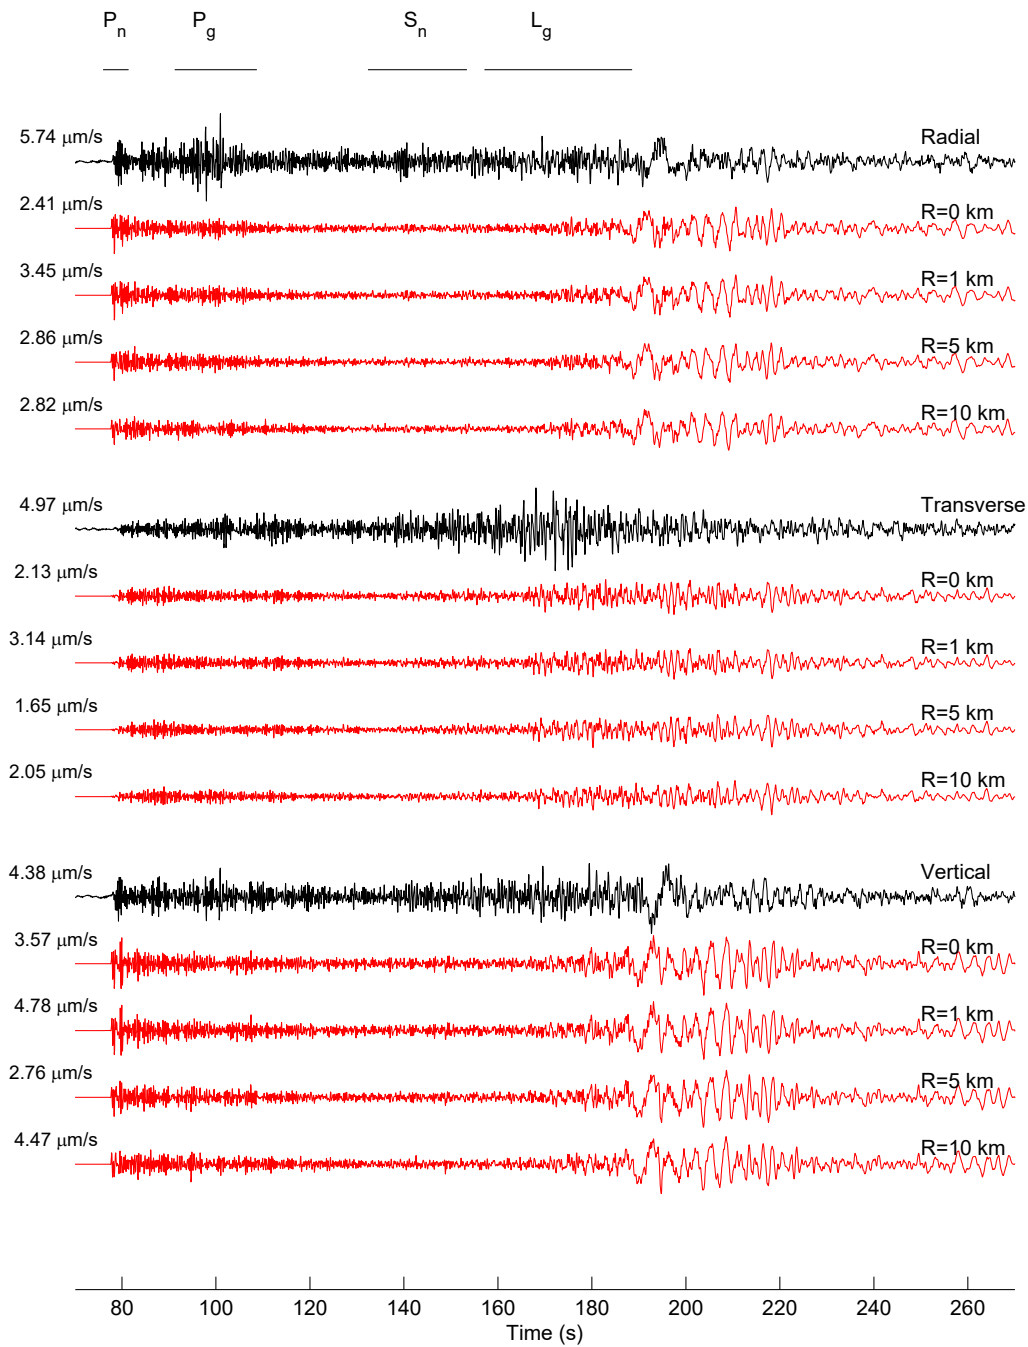 Pn Pg Sn Lg
5.74 μm/s Radial
2.41 μm/s R=0 km
3.45 μm/s R=1 km
2.86 μm/s R=5 km
2.82 μm/s R=10 km
4.97 μm/s Transverse
2.13 μm/s R=0 km
3.14 μm/s R=1 km
1.65 μm/s R=5 km
2.05 μm/s R=10 km
4.38 μm/s Vertical
3.57 μm/s R=0 km
4.78 μm/s R=1 km
2.76 μm/s R=5 km
4.47 μm/s R=10 km
80 100 120 140 160 180 200 220 240 260
Time (s)